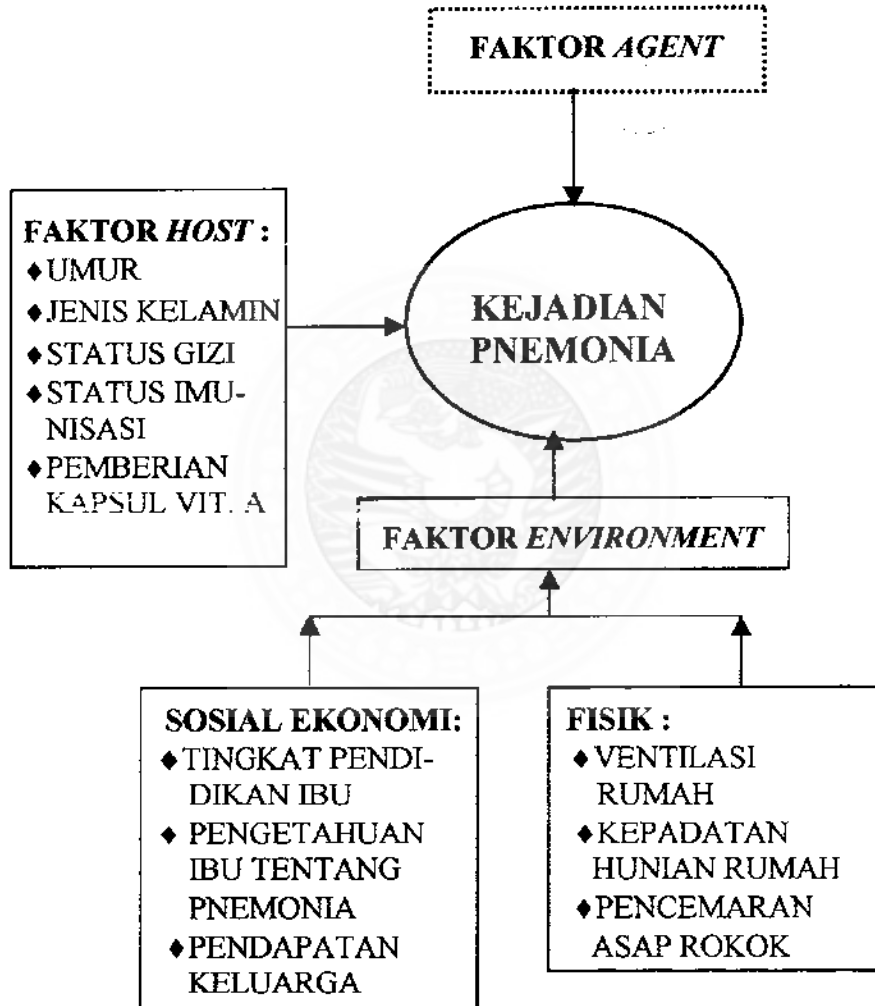 FAKTOR AGENT
FAKTOR HOST :
♦UMUR
♦JENIS KELAMIN
♦STATUS GIZI
♦STATUS IMU-
NISASI
♦PEMBERIAN
KAPSUL VIT. A
KEJADIAN
PNEMONIA
FAKTOR ENVIRONMENT
SOSIAL EKONOMI:
♦TINGKAT PENDI-
DIKAN IBU
♦PENGETAHUAN
IBU TENTANG
PNEMONIA
♦PENDAPATAN
KELUARGA
FISIK :
♦VENTILASI
RUMAH
♦KEPADATAN
HUNIAN RUMAH
♦PENCEMARAN
ASAP ROKOK